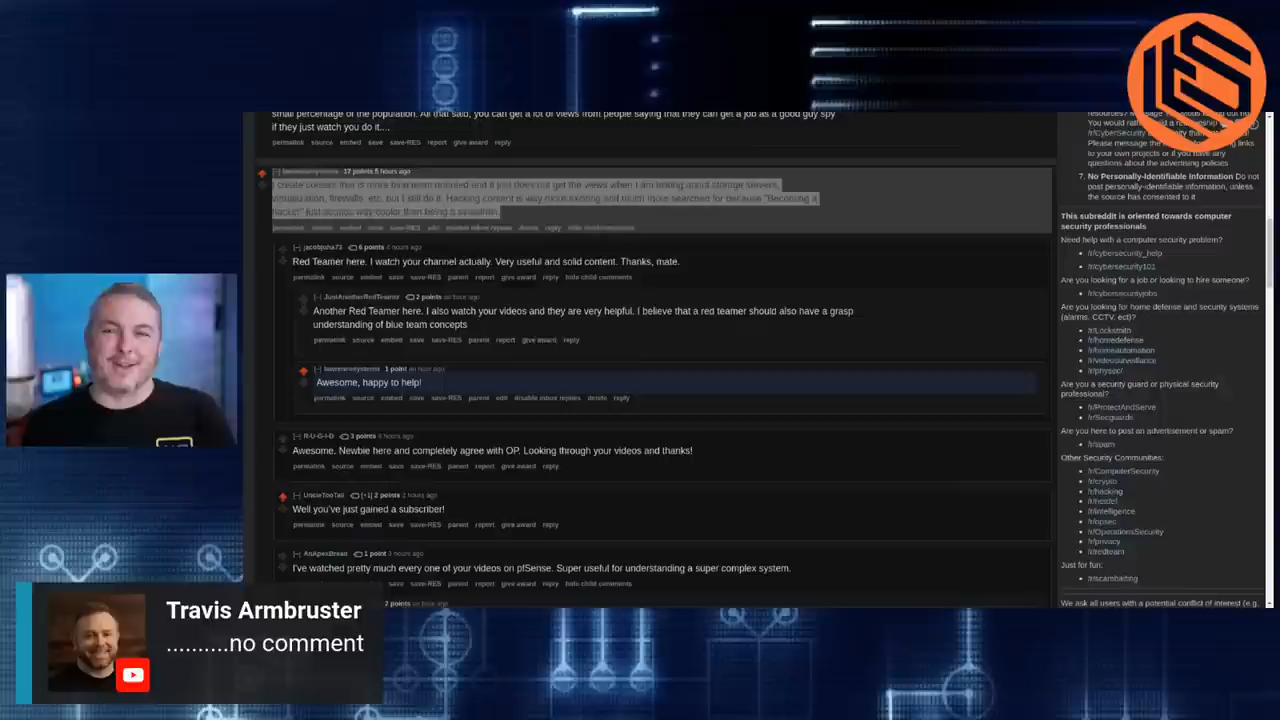 small percentage of the population. All that said, you can get a lot of views from people saying that they can get a job as a good guy spy
if they just watch you do it....
permalink source embed save save-RES report give award reply
17 points 5 hours ago
I create content that is more blue team oriented and it just does not get the views when I am talking about storage servers,
virtualization, firewalls, etc, but I still do it. Hacking content is way more exciting and much more searched for because "Becoming a
hacker" just sounds way cooler than being a sysadmin.
[–] jacobjuha73 6 points 4 hours ago
Red Teamer here. I watch your channel actually. Very useful and solid content. Thanks, mate.
permalink source embed save save-RES parent report give award reply hide child comments
[–] JustAnotherRedTeamer 2 points an hour ago
Another Red Teamer here. I also watch your videos and they are very helpful. I believe that a red teamer should also have a grasp
understanding of blue team concepts
permalink source embed save save-RES parent report give award reply
[–] lawrencesystems 1 point an hour ago
Awesome, happy to help!
permalink source embed save save-RES parent edit disable inbox replies delete reply
[–] R-U-G-I-D 3 points hours ago
Awesome. Newbie here and completely agree with OP. Looking through your videos and thanks!
permalink source embed save save-RES parent report give award reply
[–] UncleTooTall [+1] 2 points 2 hours ago
Well you've just gained a subscriber!
permalink source embed save save-RES parent report give award reply
[–] 1 point 3 hours ago
I've watched pretty much every one of your videos on pfSense. Super useful for understanding a super complex system.
permalink source embed save save-RES parent report give award reply hide child comments
2 points an hour ago
/r/CyberSecurity
Please message the
to your own projects or if you have any
questions about the advertising policies
7. No Personally-Identifiable Information Do not
post personally-identifiable information, unless
the source has consented to it
This subreddit is oriented towards computer
security professionals
Need help with a computer security problem?
/r/cybersecurity_help
/r/cybersecurity101
Are you looking for a job or looking to hire someone?
/r/cybersecurityjobs
Are you looking for home defense and security systems
(alarms, CCTV, ect)?
/r/Locksmith
/r/homedefense
/r/homeautomation
/r/videosurveillance
/r/physec/
Are you a security guard or physical security
professional?
/r/ProtectAndServe
/r/Secguards
Are you here to post an advertisement or spam?
/r/spam
Other Security Communities:
/r/ComputerSecurity
/r/crypto
/r/hacking
/r/netsec
/r/intelligence
/r/opsec
/r/OperationsSecurity
/r/privacy
/r/redteam
Just for fun:
/r/scambaiting
We ask all users with a potential conflict of interest (e.g.
Travis Armbruster
..........no comment